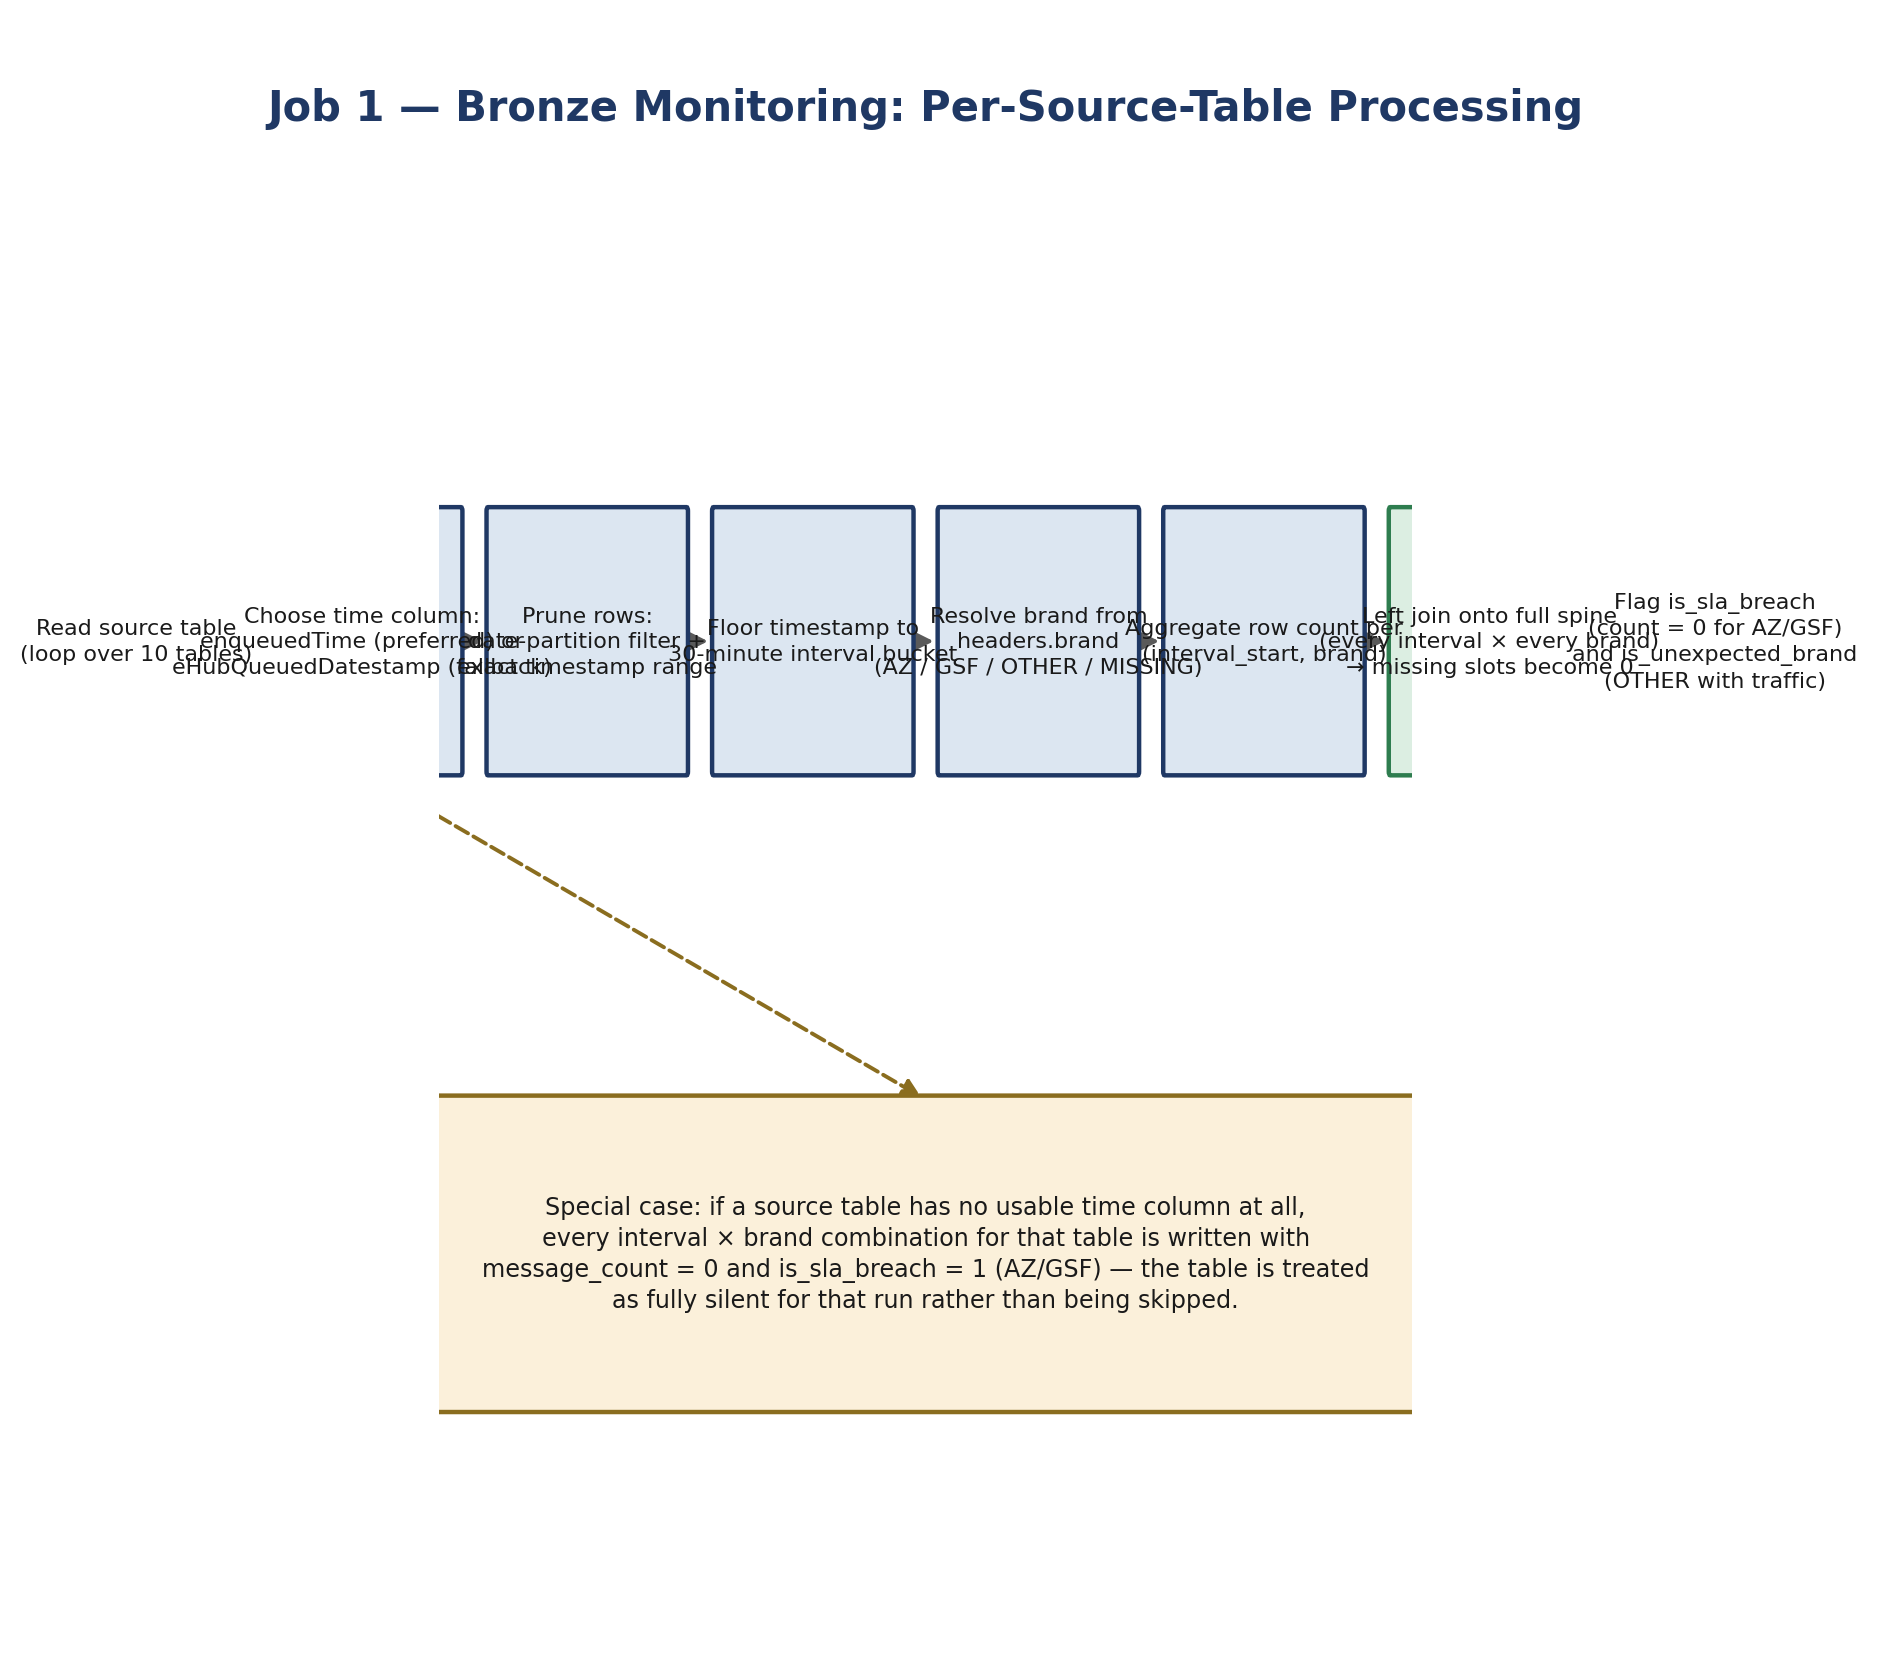 Job 1 — Bronze Monitoring: Per-Source-Table Processing
Read source table
(loop over 10 tables)
Choose time column:
enqueuedTime (preferred) or
eHubQueuedDatestamp (fallback)
Prune rows:
date-partition filter +
exact timestamp range
Floor timestamp to
30-minute interval bucket
Resolve brand from
headers.brand
(AZ / GSF / OTHER / MISSING)
Aggregate row count per
(interval_start, brand)
Left join onto full spine
(every interval × every brand)
→ missing slots become 0
Flag is_sla_breach
(count = 0 for AZ/GSF)
and is_unexpected_brand
(OTHER with traffic)
Special case: if a source table has no usable time column at all,
every interval × brand combination for that table is written with
message_count = 0 and is_sla_breach = 1 (AZ/GSF) — the table is treated
as fully silent for that run rather than being skipped.